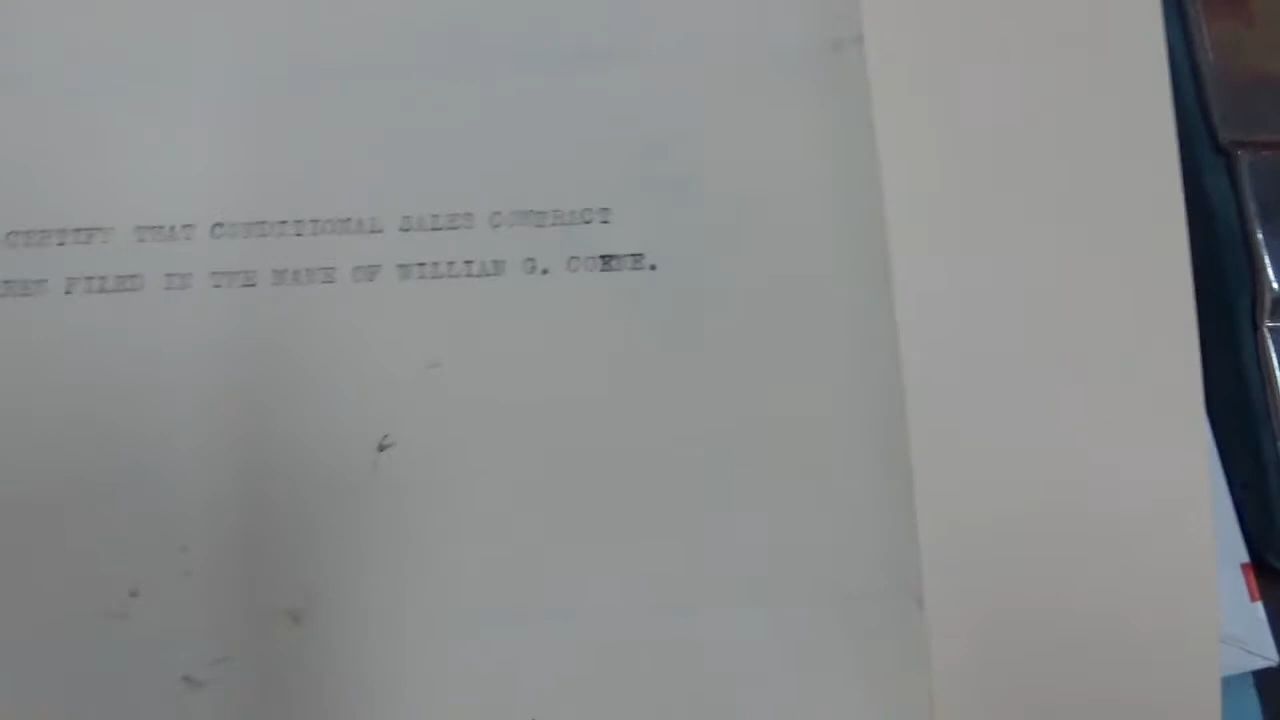 CERTIFY THAT CONDITIONAL SALES CONTRACT
FILED IN THE NAME OF WILLIAM G.